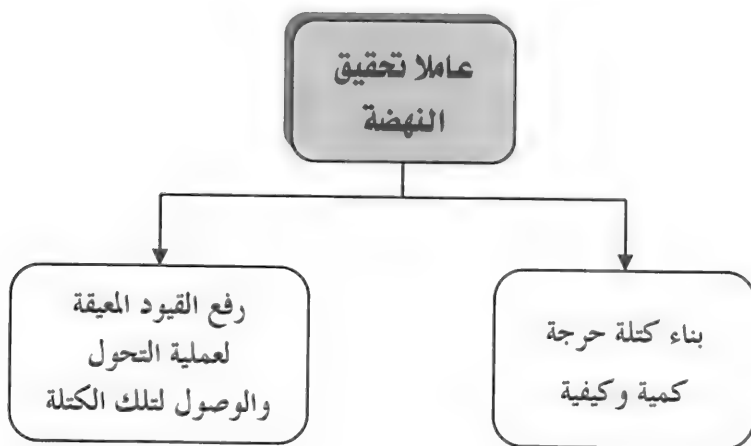 عاملا تحقيق
النهضة
بناء كتلة حرجة
كمية وكيفية
رفع القيود المعيقة
لعملية التحول
والوصول لتلك الكتلة